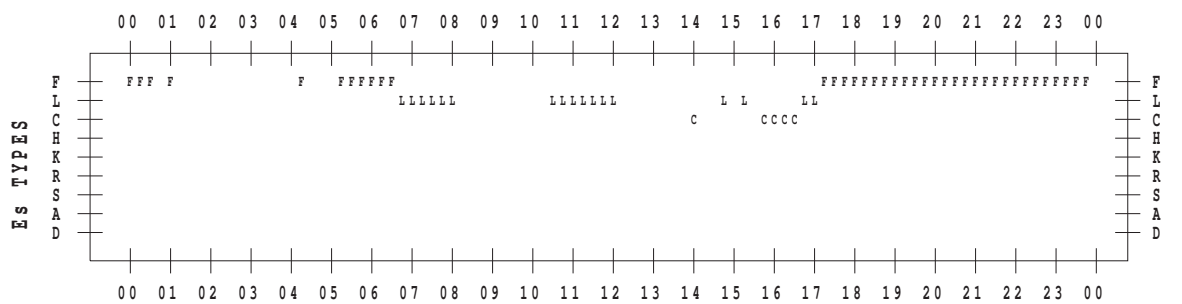 00 01 02 03 04 05 06 07 08 09 10 11 12 13 14 15 16 17 18 19 20 21 22 23 00
F FFF F F FFFFFF FFFFFFFFFFFFFFFFFFFFFFFFFFF F
L LLLLLL LLLLLLL L L LL L
C C CCCC C
H H
K K
R R
S S
A A
D D
Es TYPES
00 01 02 03 04 05 06 07 08 09 10 11 12 13 14 15 16 17 18 19 20 21 22 23 00